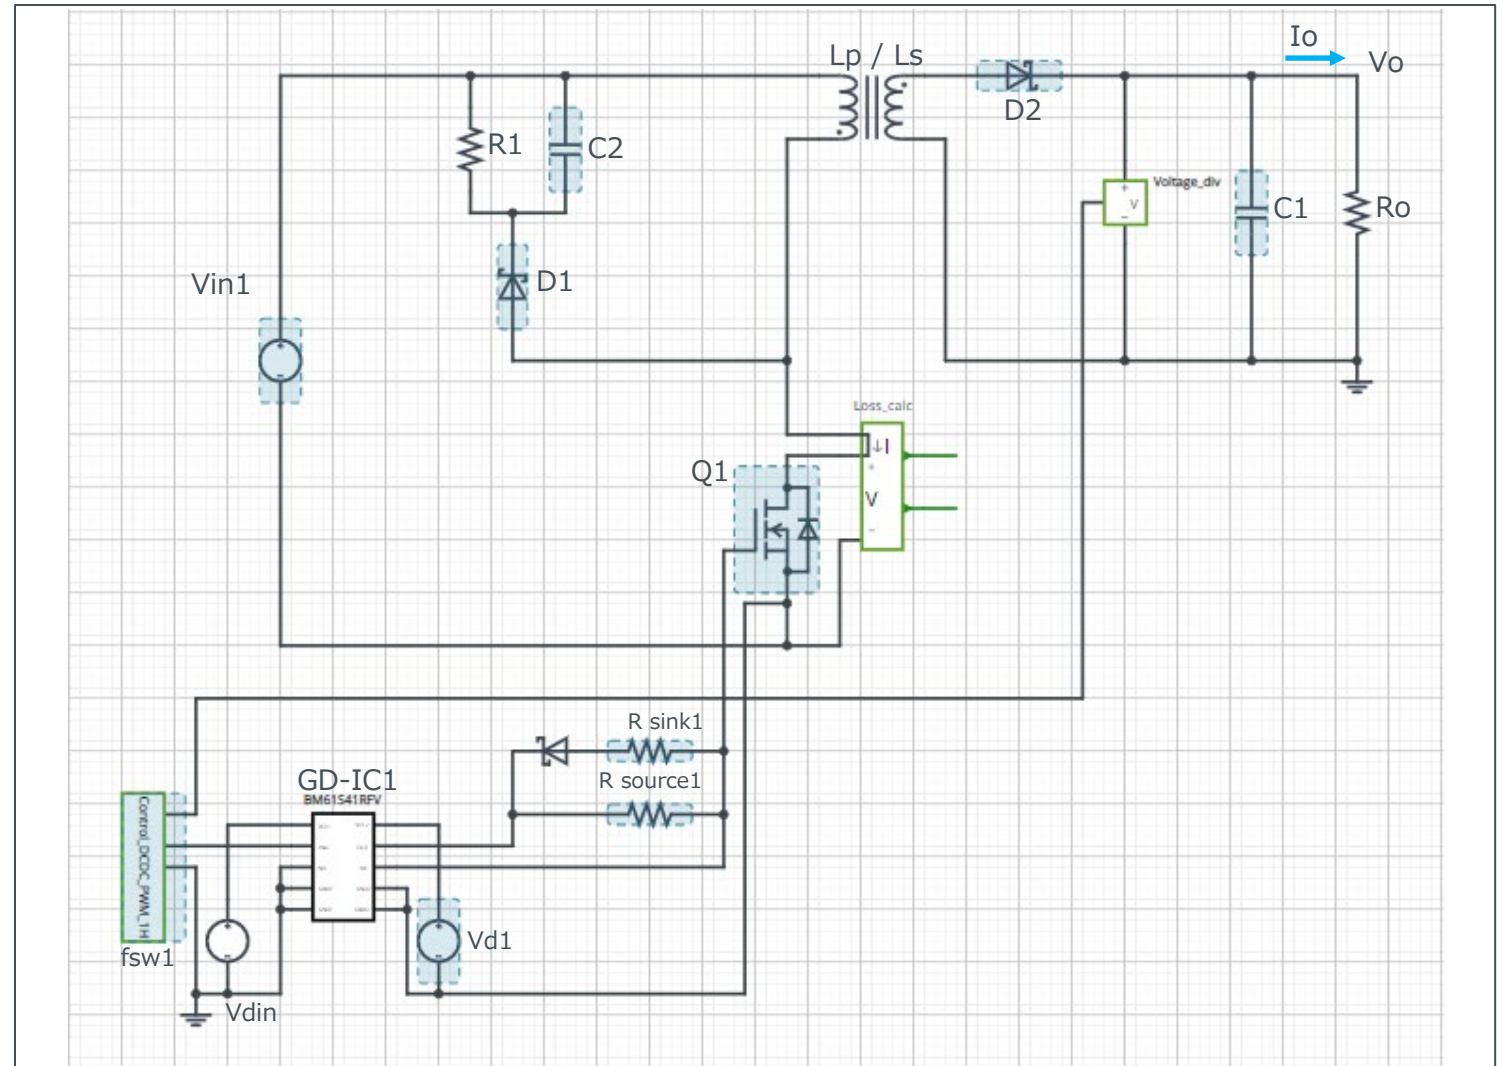 Io
Lp / Ls
Vo
D2
R1
C2
Voltage_div
V
C1
Ro
D1
Vin1
Loss_calc
I
Q1
V
R sink1
R source1
GD-IC1
BM61S41RFV
Control_DCDC_PWM_1H
Vd1
fsw1
Vdin